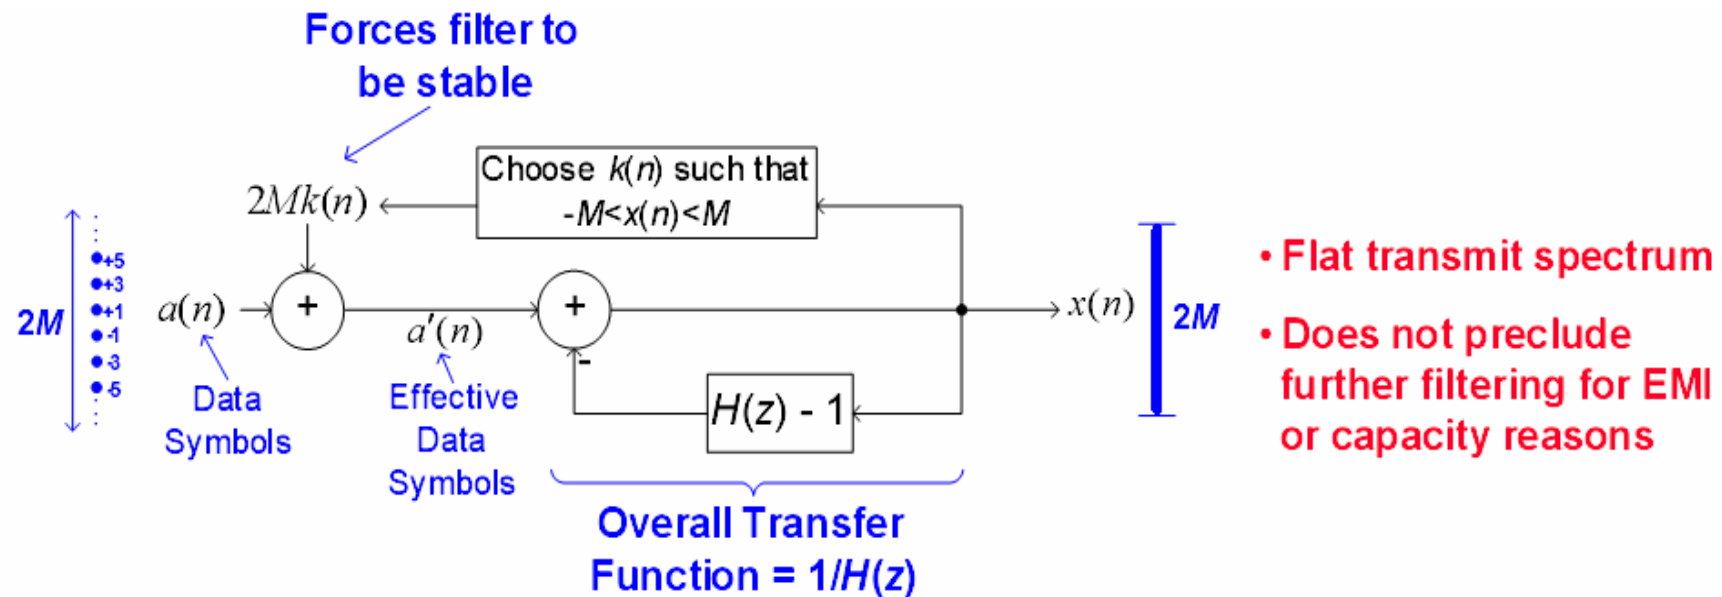 Forces filter to
be stable
2Mk(n)
Choose k(n) such that
-M<x(n)<M
2M
+5
+3
+1
-1
-3
-5
a(n)
+
a′(n)
+
-
x(n)
2M
Data
Symbols
Effective
Data
Symbols
H(z) - 1
Overall Transfer
Function = 1/H(z)
• Flat transmit spectrum
• Does not preclude
further filtering for EMI
or capacity reasons